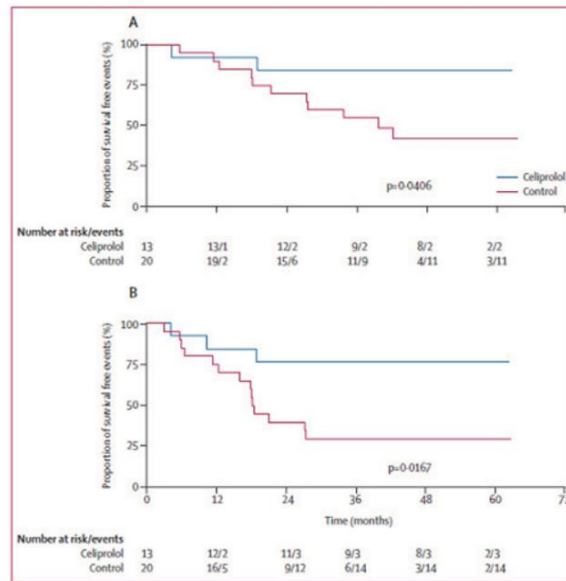 A
Proportion of survival free events (%)
100
75
50
25
0
p=0·0406
Celiprolol
Control
Number at risk/events
Celiprolol 13 13/1 12/2 9/2 8/2 2/2
Control 20 19/2 15/6 11/9 4/11 3/11
B
Proportion of survival free events (%)
100
75
50
25
0
p=0·0167
0 12 24 36 48 60 72
Time (months)
Number at risk/events
Celiprolol 13 12/2 11/3 9/3 8/3 2/3
Control 20 16/5 9/12 6/14 3/14 2/14